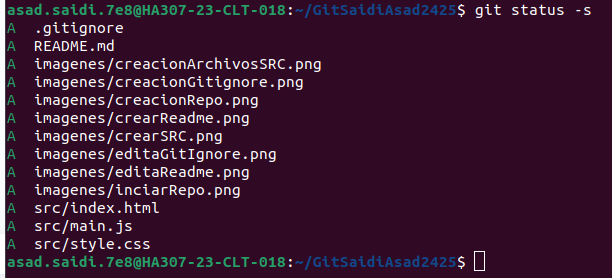 asad.saidi.7e8@HA307-23-CLT-018:~/GitSaidiAsad2425$ git status -s
A  .gitignore
A  README.md
A  imagenes/creacionArchivosSRC.png
A  imagenes/creacionGitignore.png
A  imagenes/creacionRepo.png
A  imagenes/crearReadme.png
A  imagenes/crearSRC.png
A  imagenes/editaGitIgnore.png
A  imagenes/editaReadme.png
A  imagenes/inciarRepo.png
A  src/index.html
A  src/main.js
A  src/style.css
asad.saidi.7e8@HA307-23-CLT-018:~/GitSaidiAsad2425$